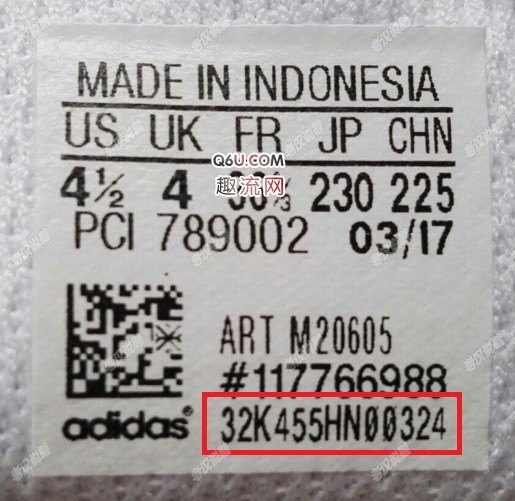 MADE IN INDONESIA
US UK FR JP CHN
Q6U.COM
趣流网
4½ 4 230 225
PCI 789002 03/17
ART M20605
#117766988
adidas® 32K455HN00324